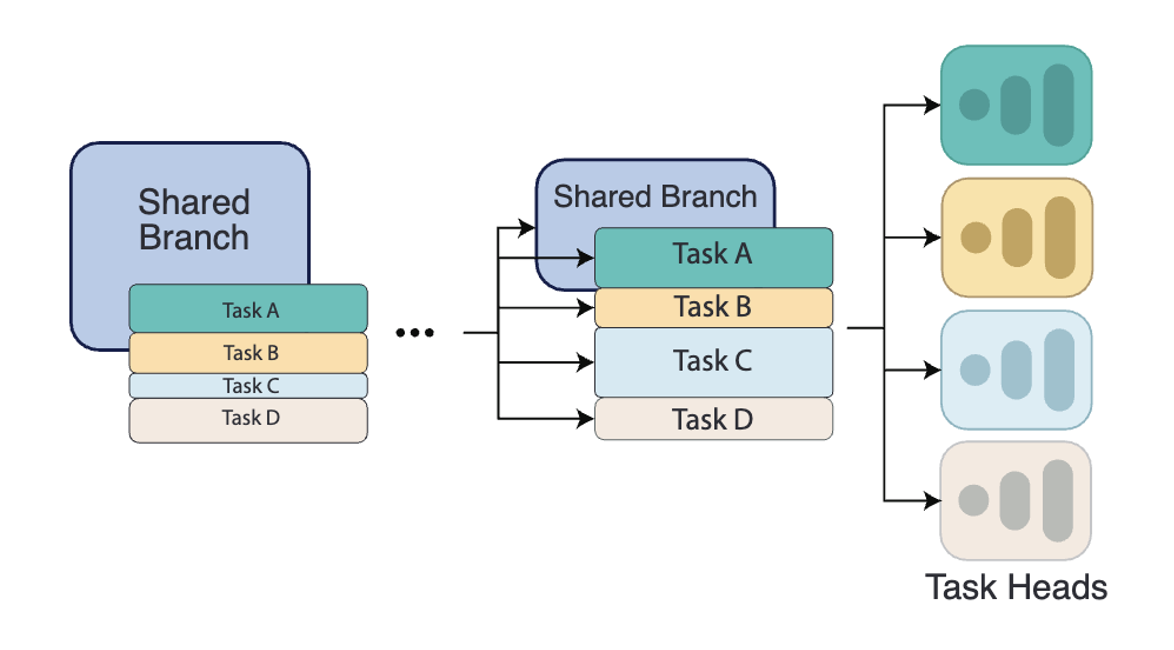 Shared
Branch
Task A
Task B
Task C
Task D
Shared Branch
Task A
Task B
Task C
Task D
Task Heads